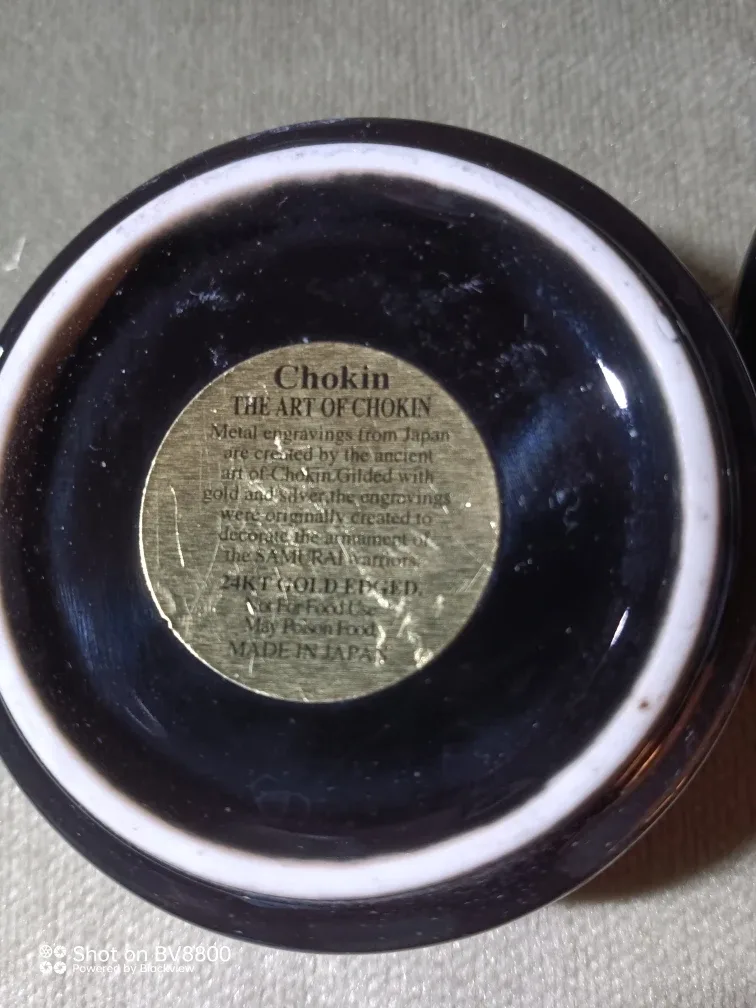 Chokin
THE ART OF CHOKIN
Metal engravings from Japan
are created by the ancient
art of Chokin.Gilded with
gold and silver,the engravings
were originally created to
decorate the armament of
the SAMURAI warriors.
24KT GOLD EDGED.
Not For Food Use
May Poison Food
MADE IN JAPAN
Shot on BV8800
Powered by Blackview